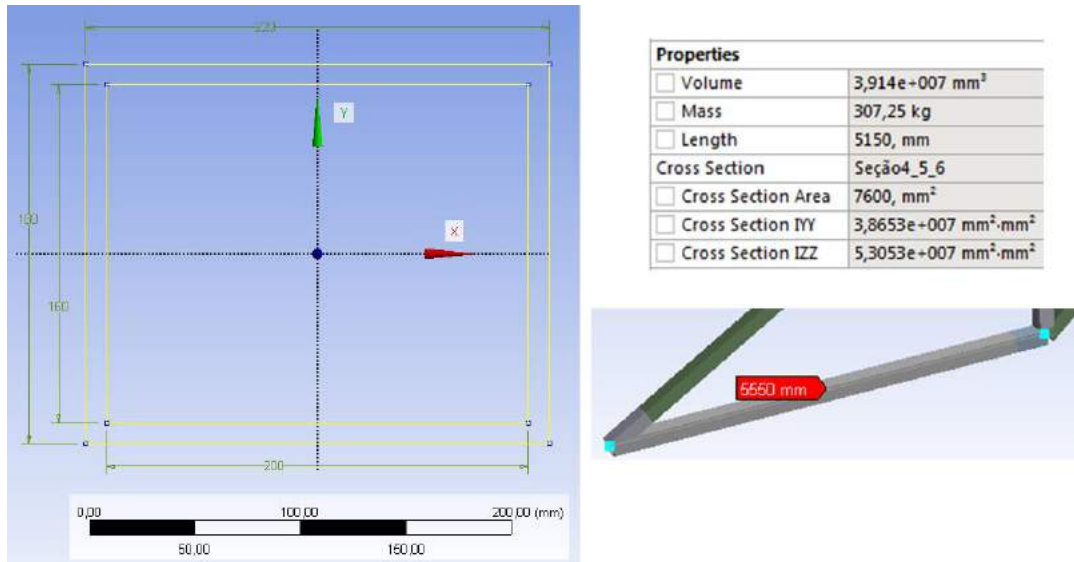 220
Y
180
X
160
200
0,00 100,00 200,00 (mm)
50,00 150,00
Properties
Volume 3,914e+007 mm³
Mass 307,25 kg
Length 5150, mm
Cross Section Seção4_5_6
Cross Section Area 7600, mm²
Cross Section IYY 3,8653e+007 mm²·mm²
Cross Section IZZ 5,3053e+007 mm²·mm²
5550 mm